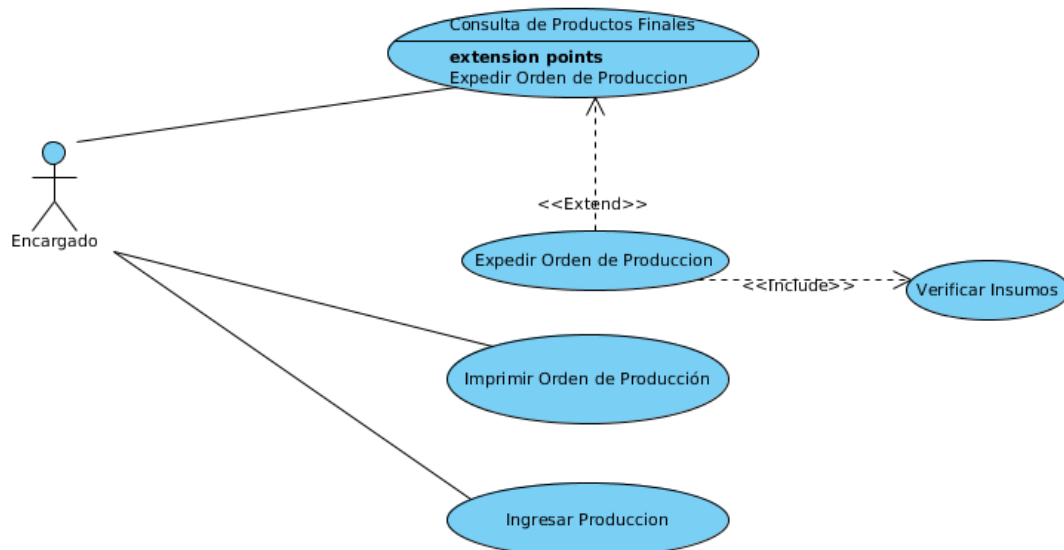 Consulta de Productos Finales
extension points
Expedir Orden de Produccion
Encargado
<<Extend>>
Expedir Orden de Produccion
<<Include>>
Verificar Insumos
Imprimir Orden de Producción
Ingresar Produccion